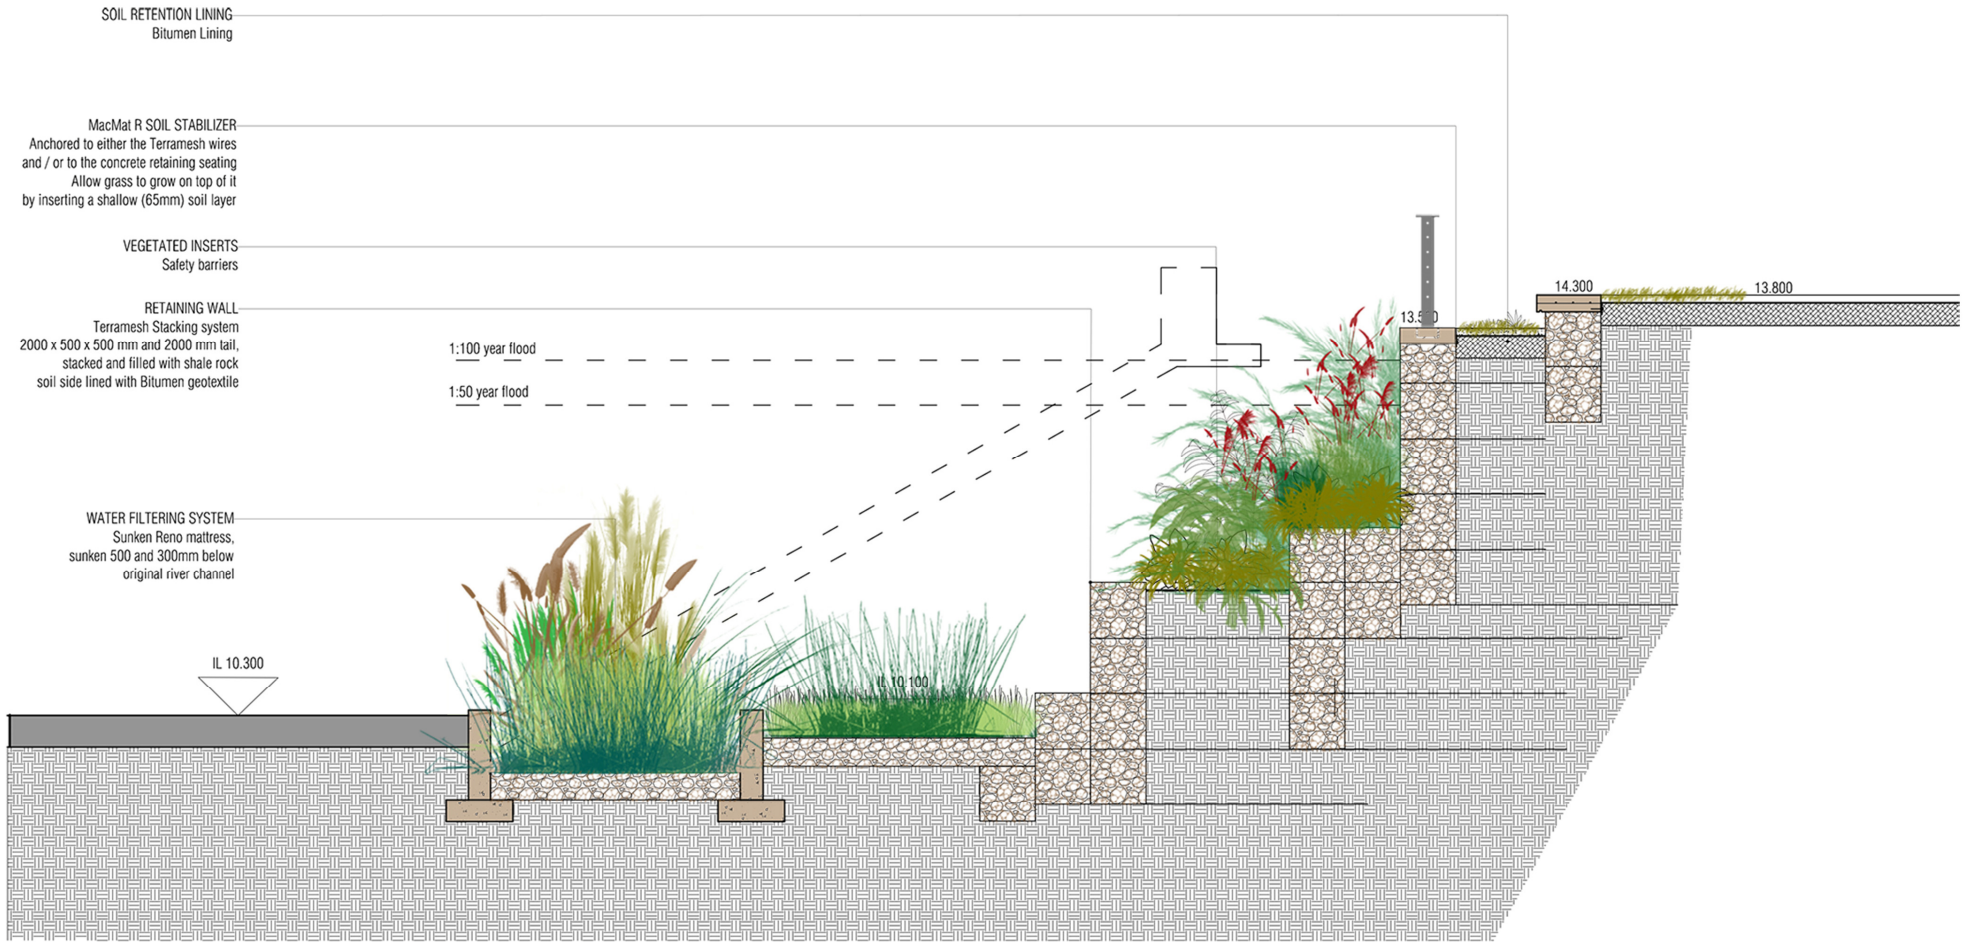 SOIL RETENTION LINING
Bitumen Lining
MacMat R SOIL STABILIZER
Anchored to either the Terramesh wires
and / or to the concrete retaining seating
Allow grass to grow on top of it
by inserting a shallow (65mm) soil layer
VEGETATED INSERTS
Safety barriers
RETAINING WALL
Terramesh Stacking system
2000 x 500 x 500 mm and 2000 mm tail,
stacked and filled with shale rock
soil side lined with Bitumen geotextile
1:100 year flood
1:50 year flood
14.300
13.800
WATER FILTERING SYSTEM
Sunken Reno mattress,
sunken 500 and 300mm below
original river channel
IL 10.300
IL 10 100